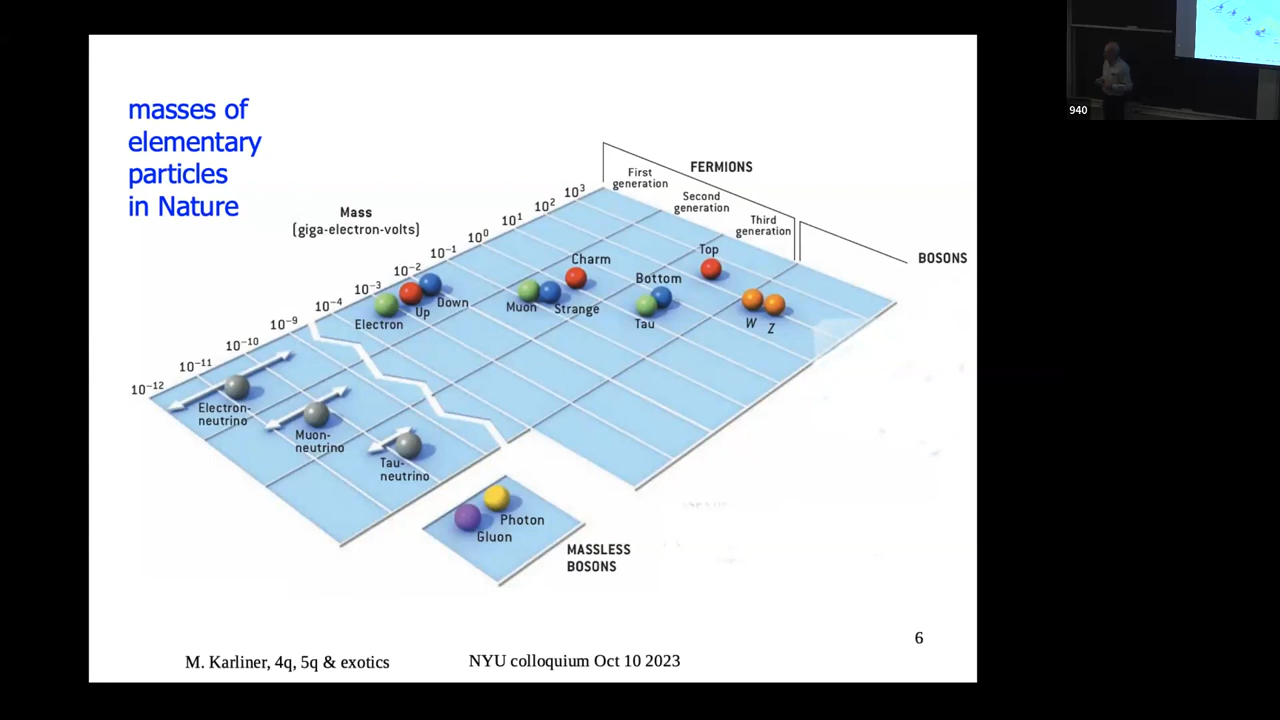 masses of
elementary
particles
in Nature
Mass
(giga-electron-volts)
10⁻¹²
10⁻¹¹
10⁻¹⁰
10⁻⁹
10⁻⁴
10⁻³
10⁻²
10⁻¹
10⁰
10¹
10²
10³
FERMIONS
First
generation
Second
generation
Third
generation
BOSONS
Top
Charm
Bottom
Down
Up
Electron
Muon
Strange
Tau
W
Z
Electron-
neutrino
Muon-
neutrino
Tau-
neutrino
Photon
Gluon
MASSLESS
BOSONS
6
M. Karliner, 4q, 5q & exotics
NYU colloquium Oct 10 2023
940